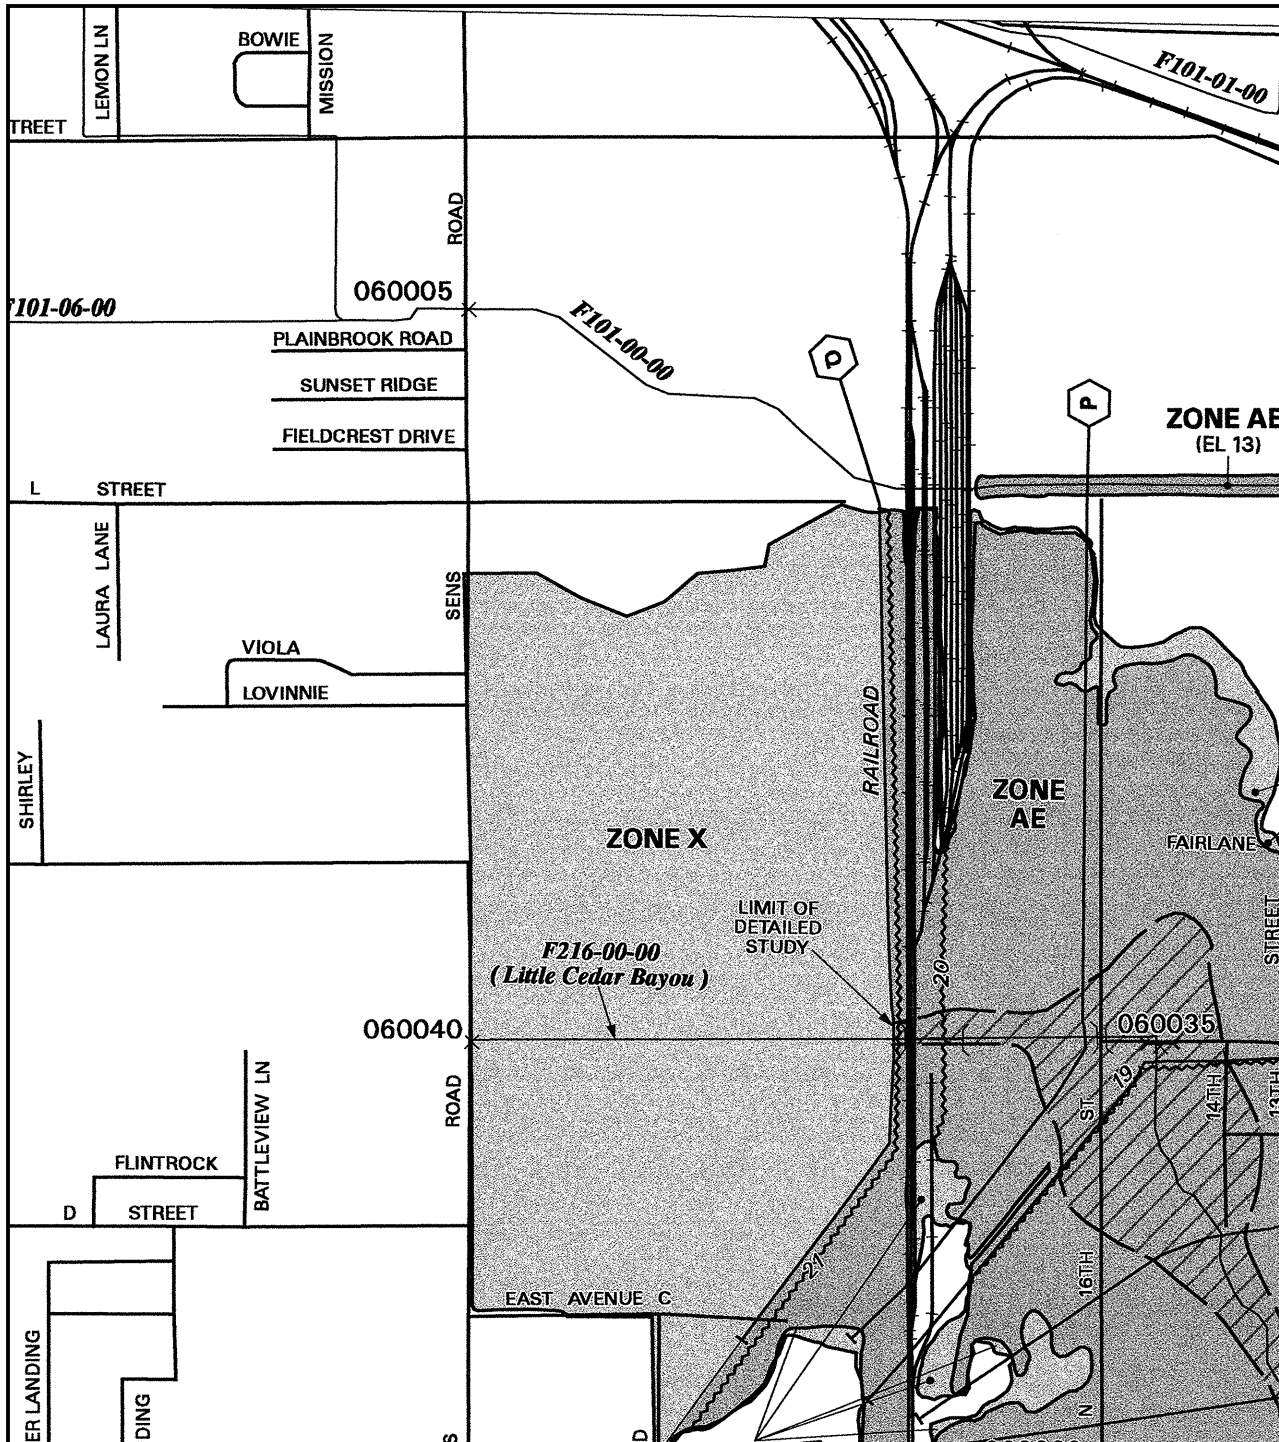 LEMON LN
BOWIE
MISSION
F101-01-00
TREET
ROAD
060005
F101-00-00
101-06-00
PLAINBROOK ROAD
SUNSET RIDGE
FIELDCREST DRIVE
P
ZONE AE
(EL 13)
L STREET
LAURA LANE
SENS
VIOLA
LOVINNIE
RAILROAD
SHIRLEY
ZONE X
ZONE
AE
FAIRLANE
STREET
LIMIT OF
DETAILED
STUDY
F216-00-00
( Little Cedar Bayou )
20
060040
060035
BATTLEVIEW LN
ROAD
19
ST
14TH
13TH
FLINTROCK
D STREET
21
16TH
EAST AVENUE C
ER LANDING
DING
N
S
D